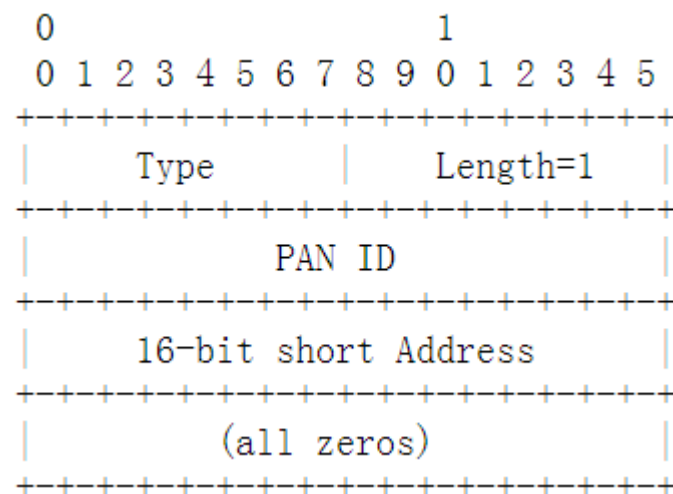 0 1
0 1 2 3 4 5 6 7 8 9 0 1 2 3 4 5
+-+-+-+-+-+-+-+-+-+-+-+-+-+-+-+-+
| Type | Length=1 |
+-+-+-+-+-+-+-+-+-+-+-+-+-+-+-+-+
| PAN ID |
+-+-+-+-+-+-+-+-+-+-+-+-+-+-+-+-+
| 16-bit short Address |
+-+-+-+-+-+-+-+-+-+-+-+-+-+-+-+-+
| (all zeros) |
+-+-+-+-+-+-+-+-+-+-+-+-+-+-+-+-+